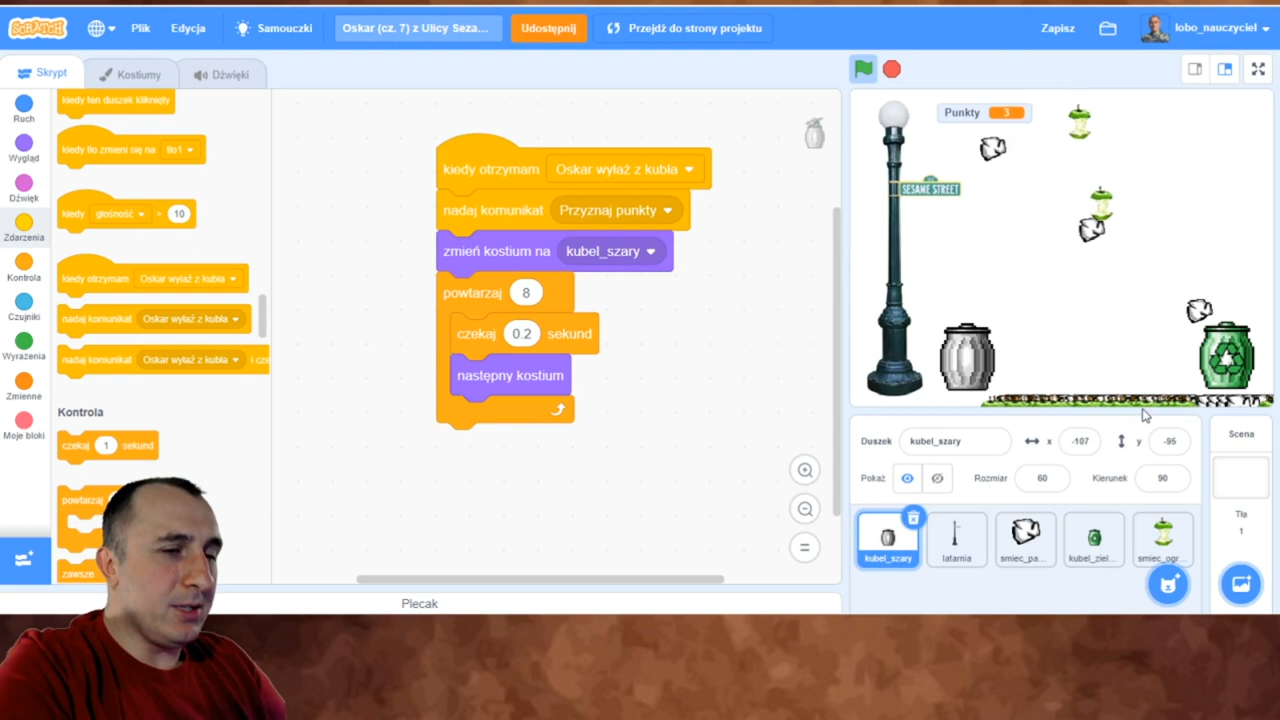 SCRATCH
Plik
Edycja
Samouczki
Oskar (cz. 7) z Ulicy Seza...
Udostępnij
Przejdź do strony projektu
Zapisz
lobo_nauczyciel
Skrypt
Kostiumy
Dźwięki
Ruch
Wygląd
Dźwięk
Zdarzenia
Kontrola
Czujniki
Wyrażenia
Zmienne
Moje bloki
kiedy ten duszek kliknięty
kiedy tło zmieni się na tło1
kiedy głośność > 10
kiedy otrzymam Oskar wyłaź z kubła
nadaj komunikat Oskar wyłaź z kubła
nadaj komunikat Oskar wyłaź z kubła i cze
Kontrola
czekaj 1 sekund
powtarzaj
zawsze
kiedy otrzymam Oskar wyłaź z kubła
nadaj komunikat Przyznaj punkty
zmień kostium na kubel_szary
powtarzaj 8
czekaj 0.2 sekund
następny kostium
Plecak
Punkty 3
SESAME STREET
Duszek kubel_szary x -107 y -95
Pokaż Rozmiar 60 Kierunek 90
kubel_szary
latarnia
smiec_pa...
kubel_ziel...
smiec_ogr...
Scena
Tła
1